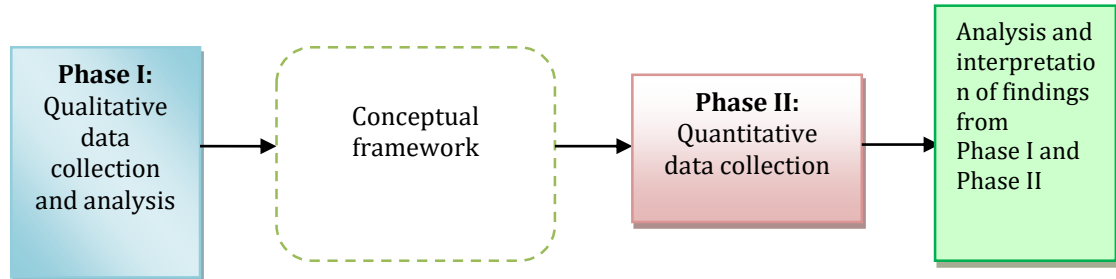 Phase I:
Qualitative
data
collection
and analysis
Conceptual
framework
Phase II:
Quantitative
data collection
Analysis and
interpretatio
n of findings
from
Phase I and
Phase II